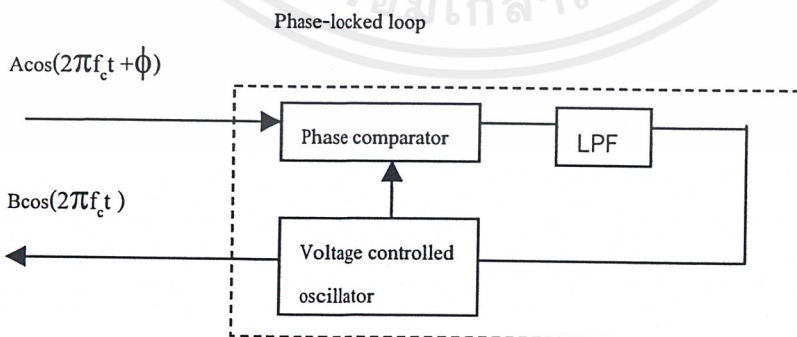 Phase-locked loop
Acos(2πf_ct +ϕ)
Phase comparator
LPF
Bcos(2πf_ct )
Voltage controlled
oscillator